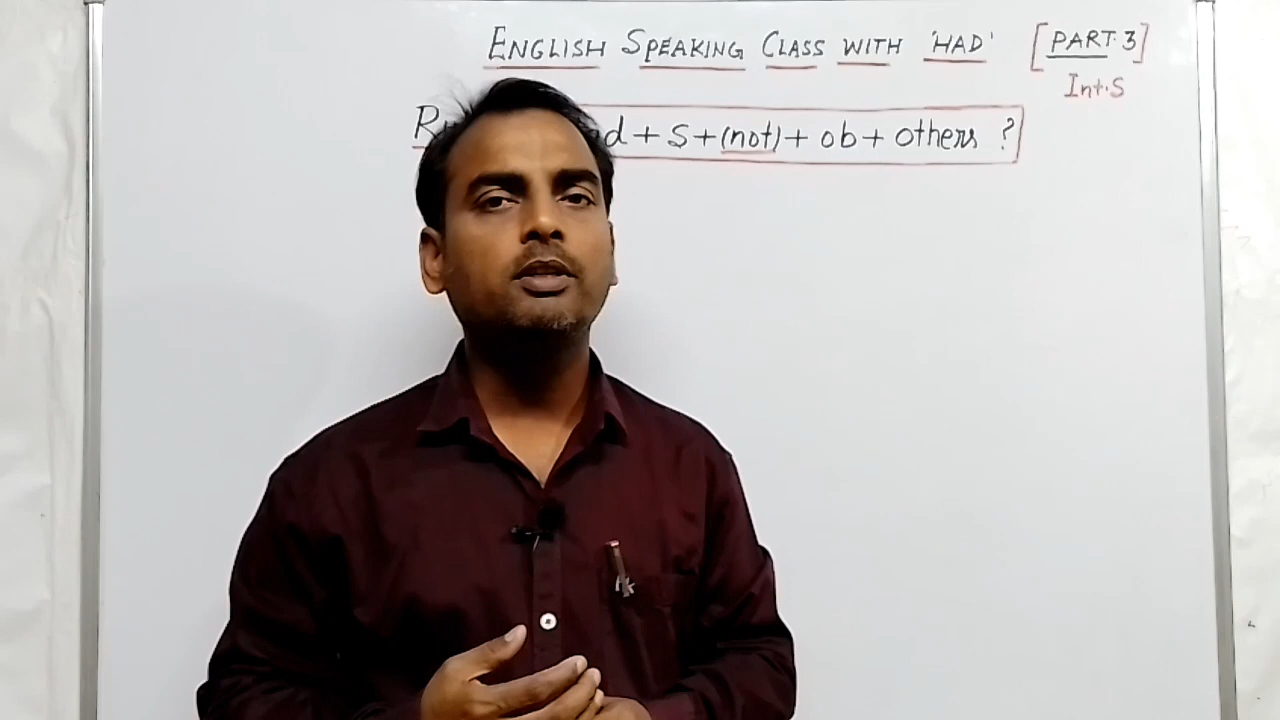 ENGLISH SPEAKING CLASS WITH 'HAD' [PART.3]
Int.S
d + S + (not) + ob + others ?